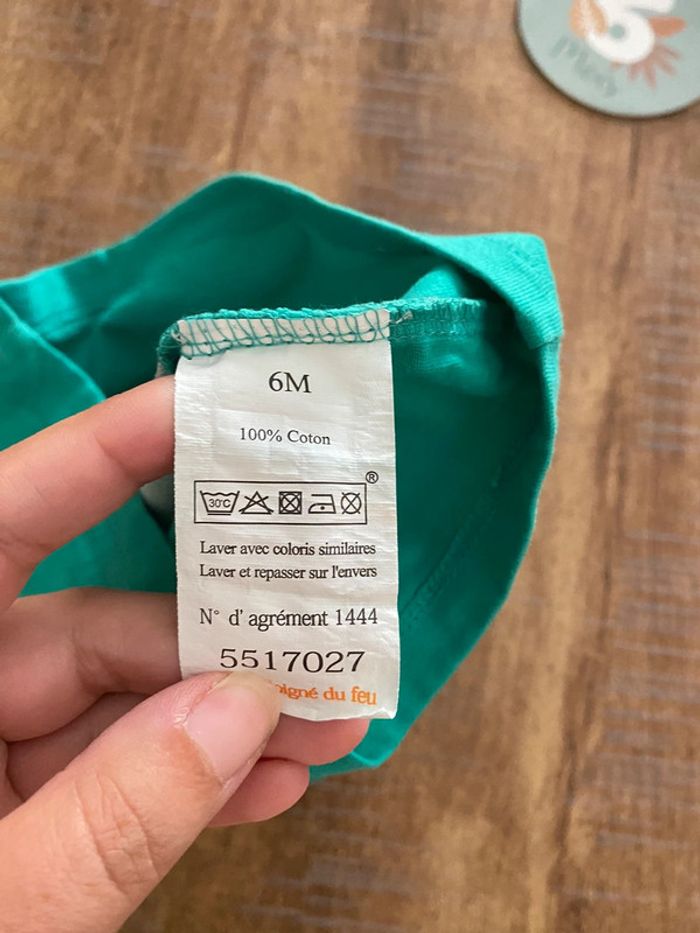 6M
100% Coton
®
30°C
Laver avec coloris similaires
Laver et repasser sur l'envers
N° d'agrément 1444
5517027
du feu